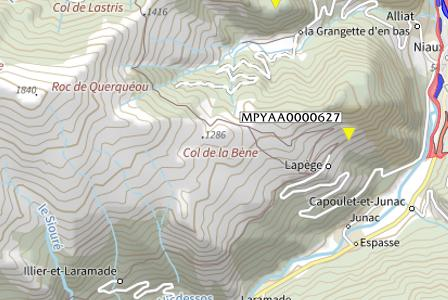 Col de Lastris
1416
Alliat
la Grangette d'en bas
Niaux
Roc de Querquéou
1840
MPYAA0000627
1286
Col de la Bène
Lapège
Capoulet-et-Junac
Junac
le Siouré
Espasse
Illier-et-Laramade
Laramade